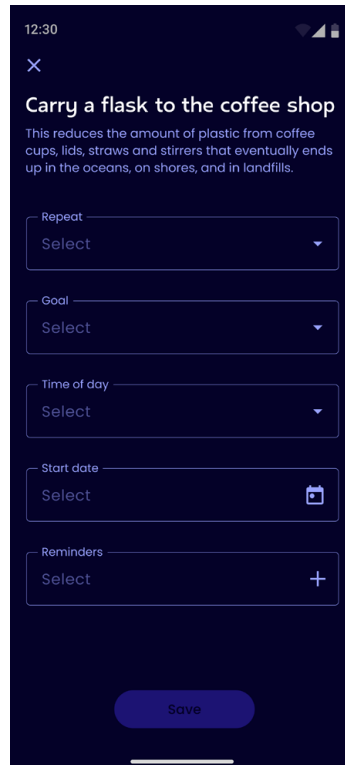 12:30
Carry a flask to the coffee shop
This reduces the amount of plastic from coffee
cups, lids, straws and stirrers that eventually ends
up in the oceans, on shores, and in landfills.
Repeat
Select
Goal
Select
Time of day
Select
Start date
Select
Reminders
Select
Save